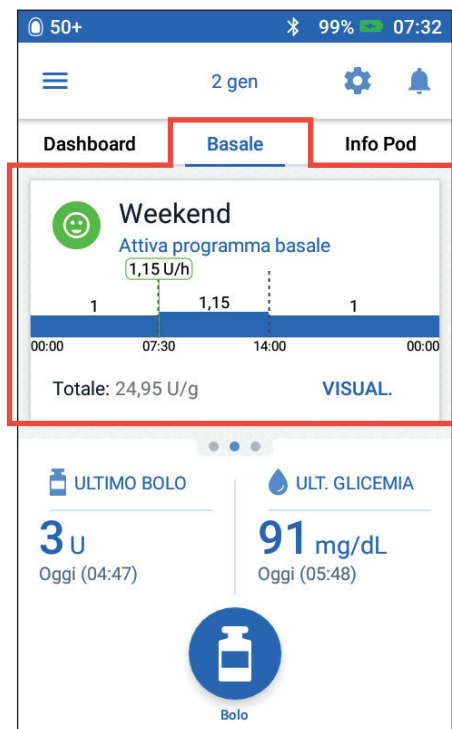 50+ 99% 07:32
2 gen
Dashboard Basale Info Pod
Weekend
Attiva programma basale
1,15 U/h
1 1,15 1
00:00 07:30 14:00 00:00
Totale: 24,95 U/g VISUAL.
ULTIMO BOLO ULT. GLICEMIA
3 U 91 mg/dL
Oggi (04:47) Oggi (05:48)
Bolo